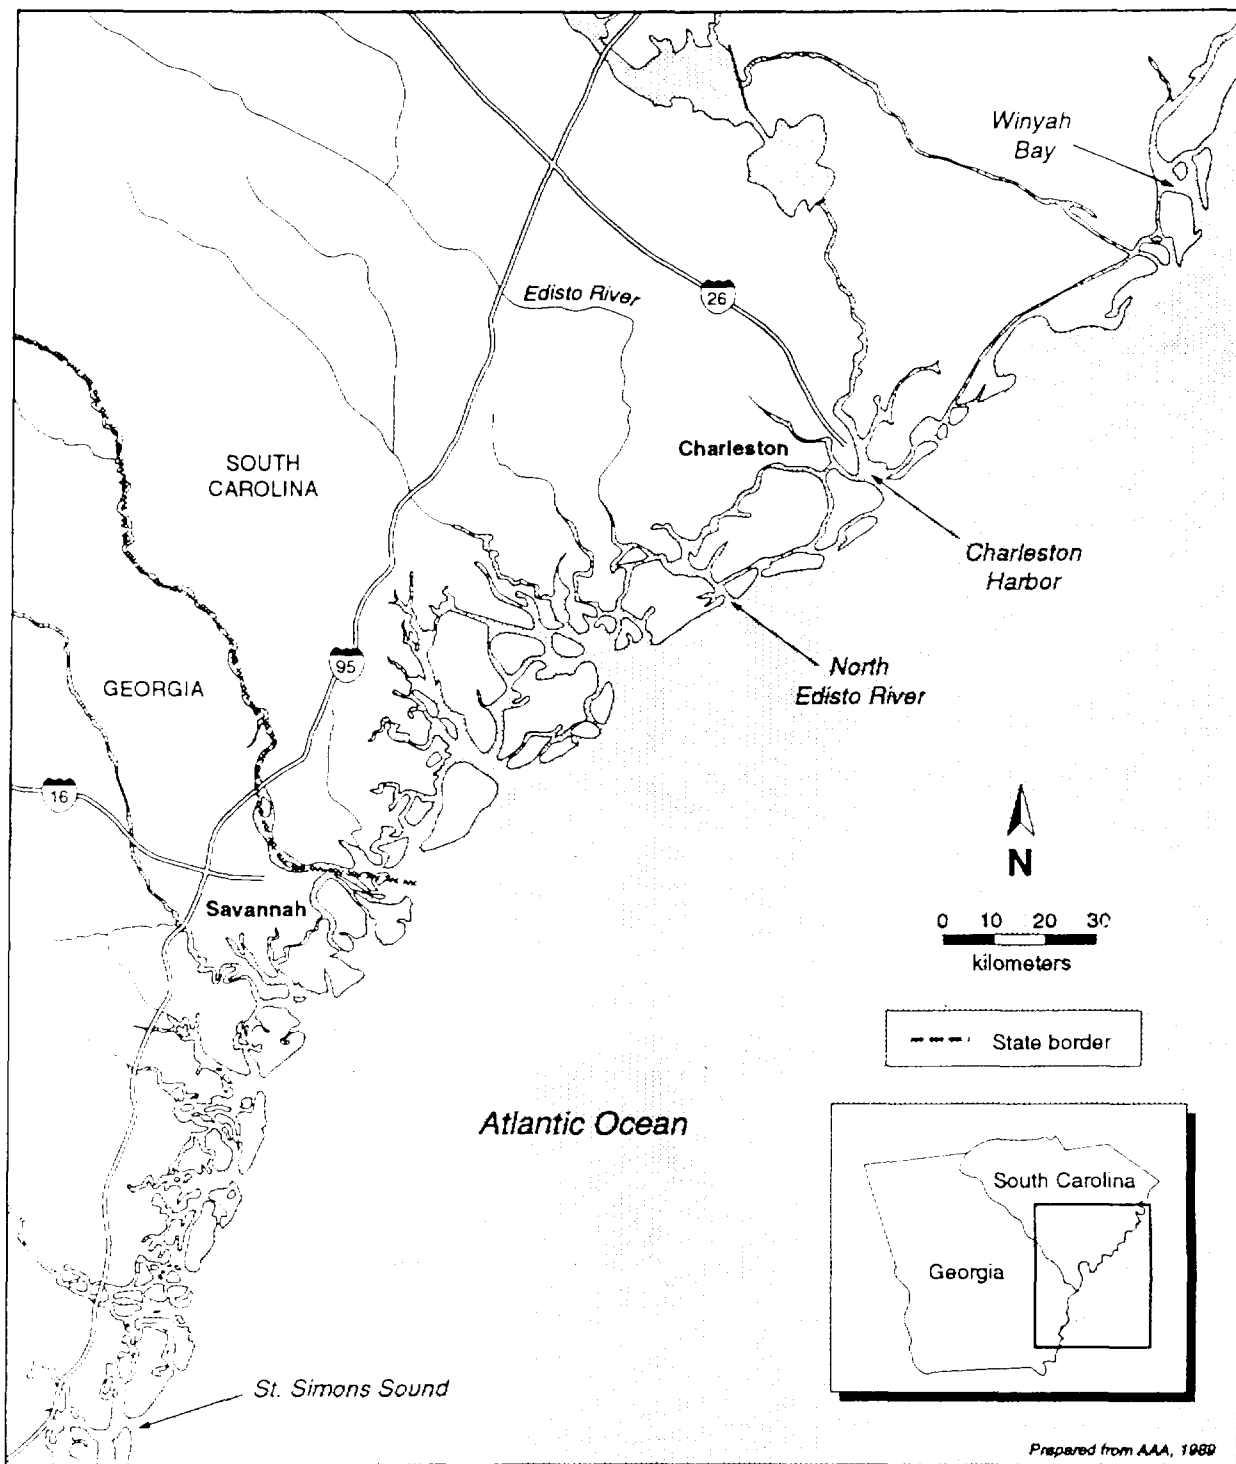 Winyah
Bay
Edisto River
26
Charleston
SOUTH
CAROLINA
Charleston
Harbor
North
Edisto River
95
GEORGIA
16
N
Savannah
0 10 20 30
kilometers
State border
Atlantic Ocean
South Carolina
Georgia
St. Simons Sound
Prepared from AAA, 1989